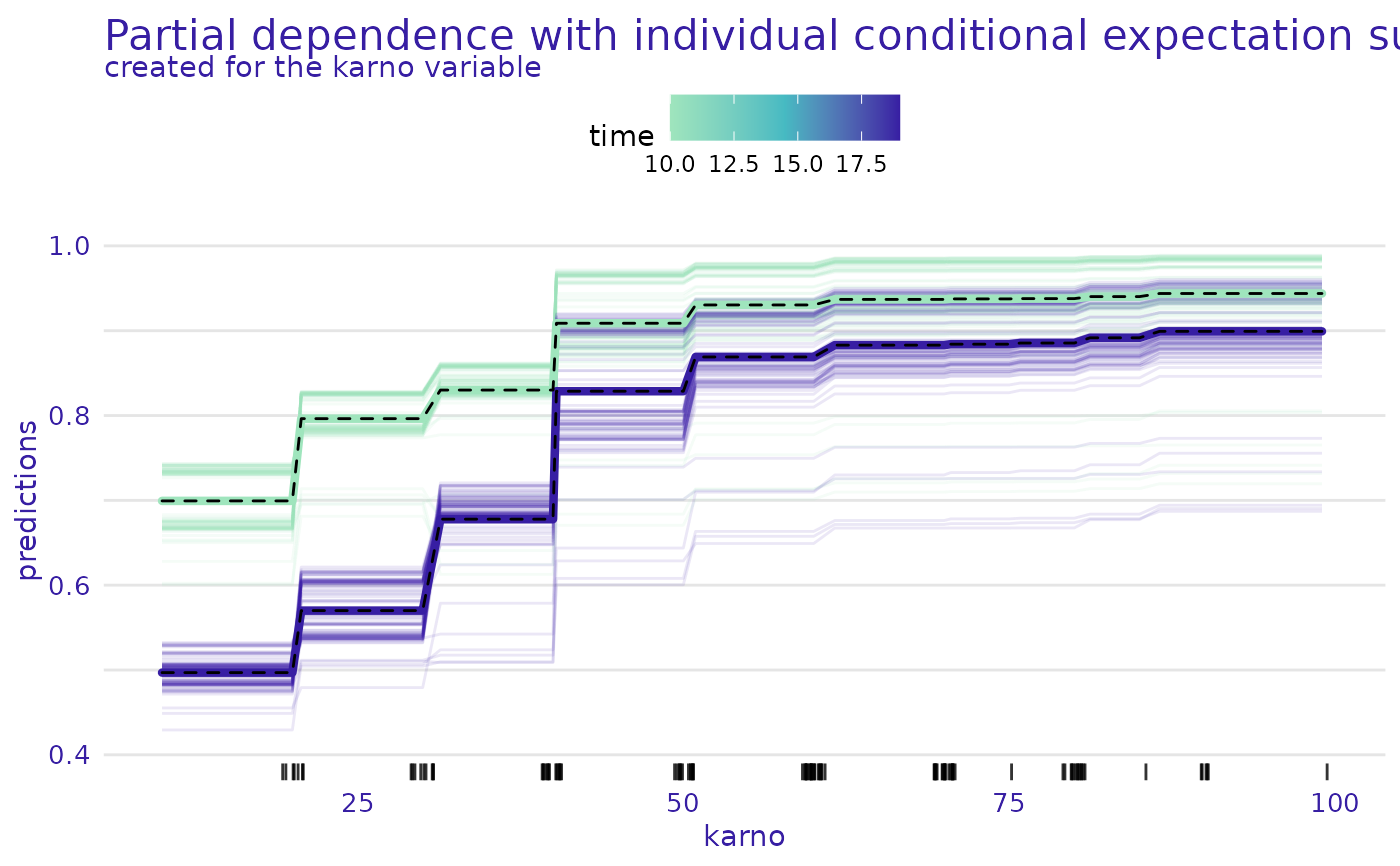 Partial dependence with individual conditional expectation su
created for the karno variable
time
10.0 12.5 15.0 17.5
1.0
0.8
0.6
0.4
predictions
25 50 75 100
karno